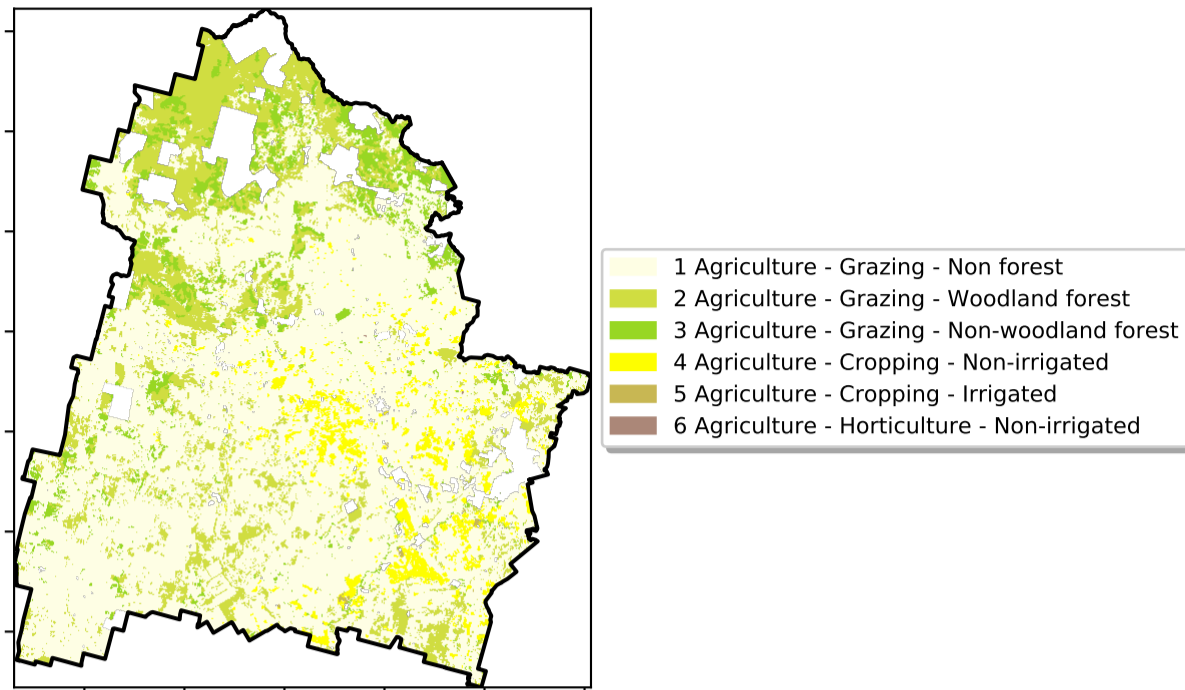 1 Agriculture - Grazing - Non forest
2 Agriculture - Grazing - Woodland forest
3 Agriculture - Grazing - Non-woodland forest
4 Agriculture - Cropping - Non-irrigated
5 Agriculture - Cropping - Irrigated
6 Agriculture - Horticulture - Non-irrigated